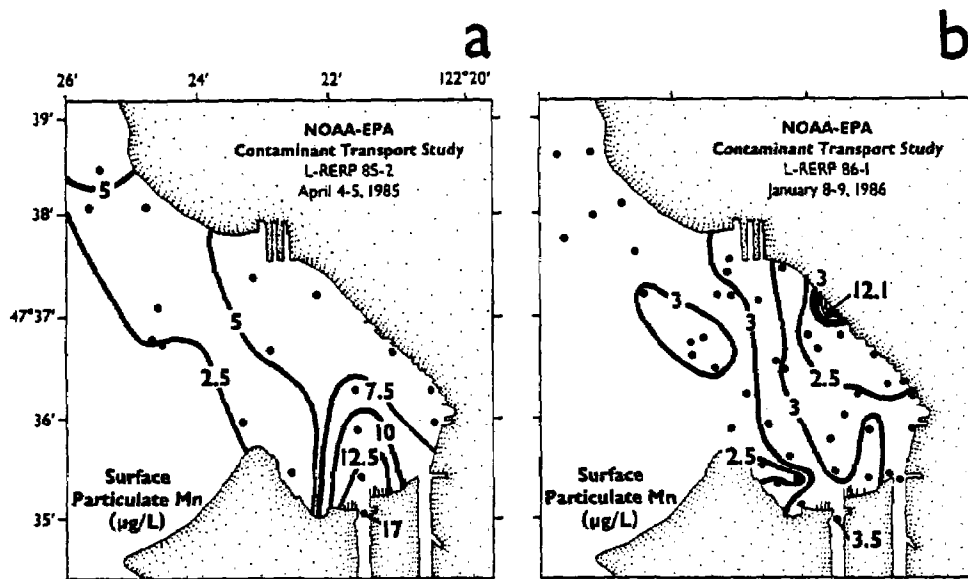 a
26' 24' 22' 122°20'
39'
NOAA-EPA
Contaminant Transport Study
L-RERP 85-2
April 4-5, 1985
5
38'
5
47°37'
2.5
7.5
36'
10
12.5
Surface
Particulate Mn
(µg/L)
35'
17
b
NOAA-EPA
Contaminant Transport Study
L-RERP 86-1
January 8-9, 1986
3
12.1
3
3
2.5
3
2.5
Surface
Particulate Mn
(µg/L)
3.5